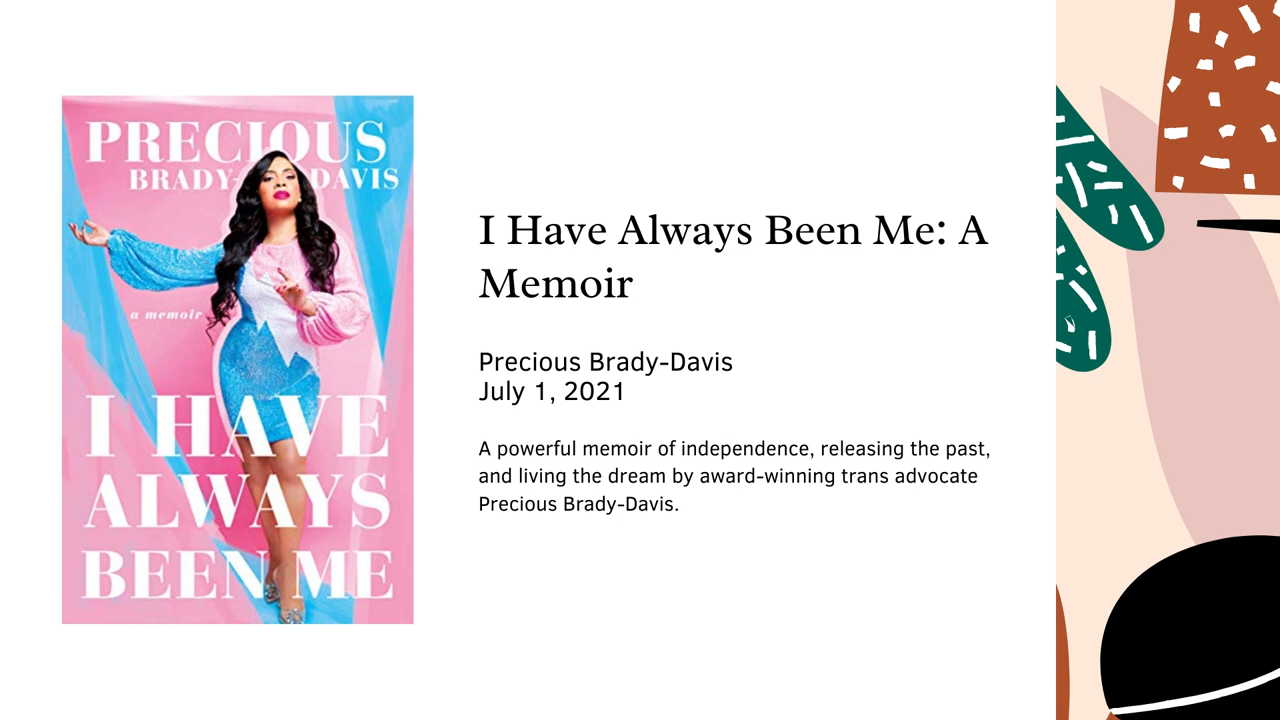 PRECIOUS
BRADY-DAVIS
a memoir
I HAVE
ALWAYS
BEEN ME
I Have Always Been Me: A
Memoir
Precious Brady-Davis
July 1, 2021
A powerful memoir of independence, releasing the past,
and living the dream by award-winning trans advocate
Precious Brady-Davis.